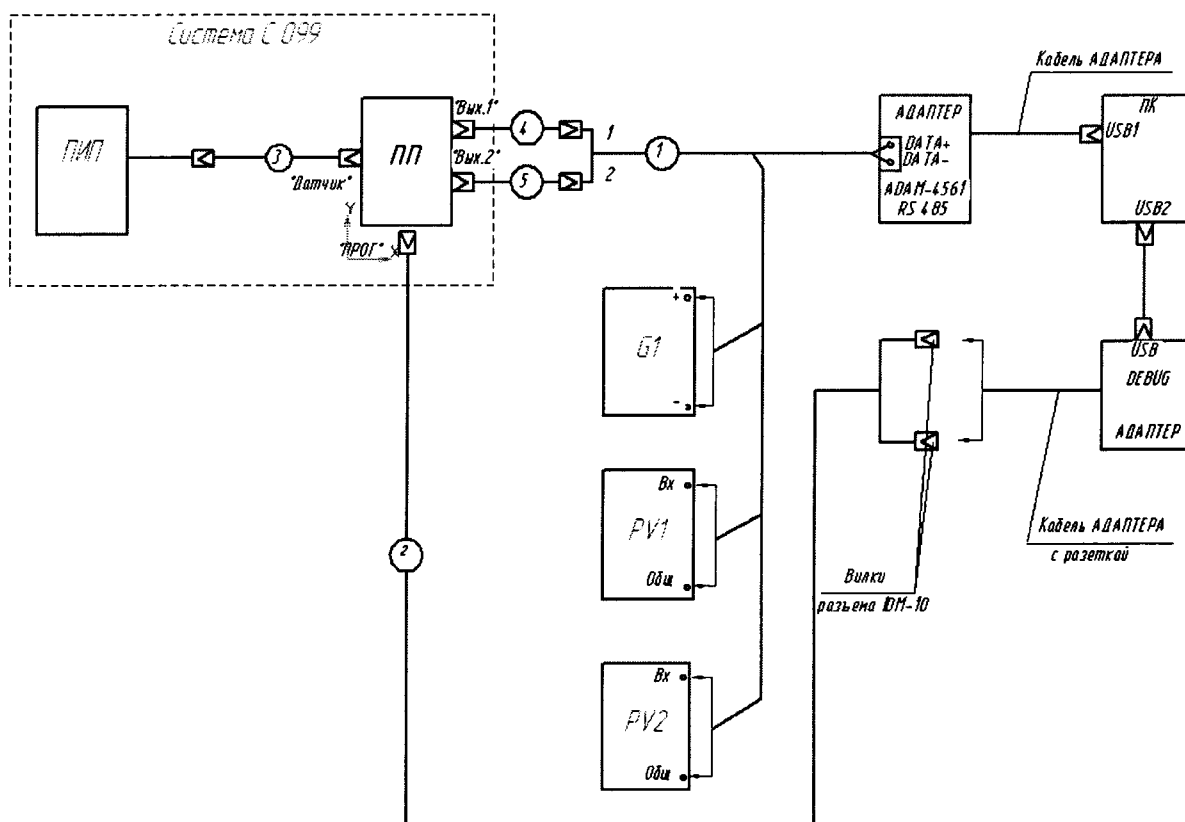 Система С 099
ПИП
3
"Датчик"
ПП
"Вых.1"
"Вых.2"
"ПРОГ"
Y
X
4
5
1
2
1
АДАПТЕР
DATA+
DATA-
ADAM-4561
RS 485
Кабель АДАПТЕРА
ПК
USB1
USB2
USB
DEBUG
АДАПТЕР
Кабель АДАПТЕРА
с розеткой
Вилки
разъема IDM-10
+
G1
-
Вх
PV1
Общ
Вх
PV2
Общ
2